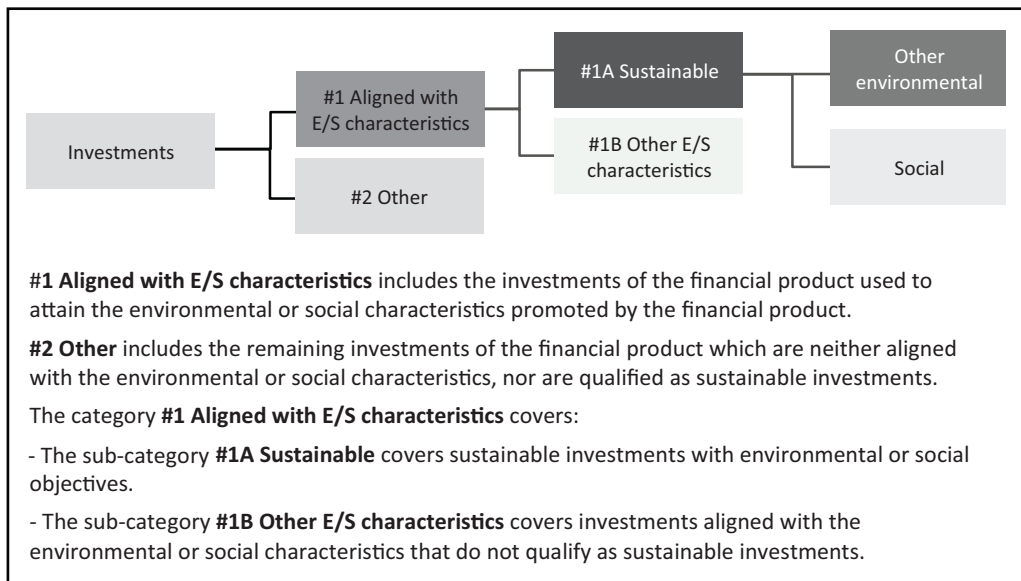 Investments
#1 Aligned with
E/S characteristics
#2 Other
#1A Sustainable
#1B Other E/S
characteristics
Other
environmental
Social
#1 Aligned with E/S characteristics includes the investments of the financial product used to
attain the environmental or social characteristics promoted by the financial product.
#2 Other includes the remaining investments of the financial product which are neither aligned
with the environmental or social characteristics, nor are qualified as sustainable investments.
The category #1 Aligned with E/S characteristics covers:
- The sub-category #1A Sustainable covers sustainable investments with environmental or social
objectives.
- The sub-category #1B Other E/S characteristics covers investments aligned with the
environmental or social characteristics that do not qualify as sustainable investments.